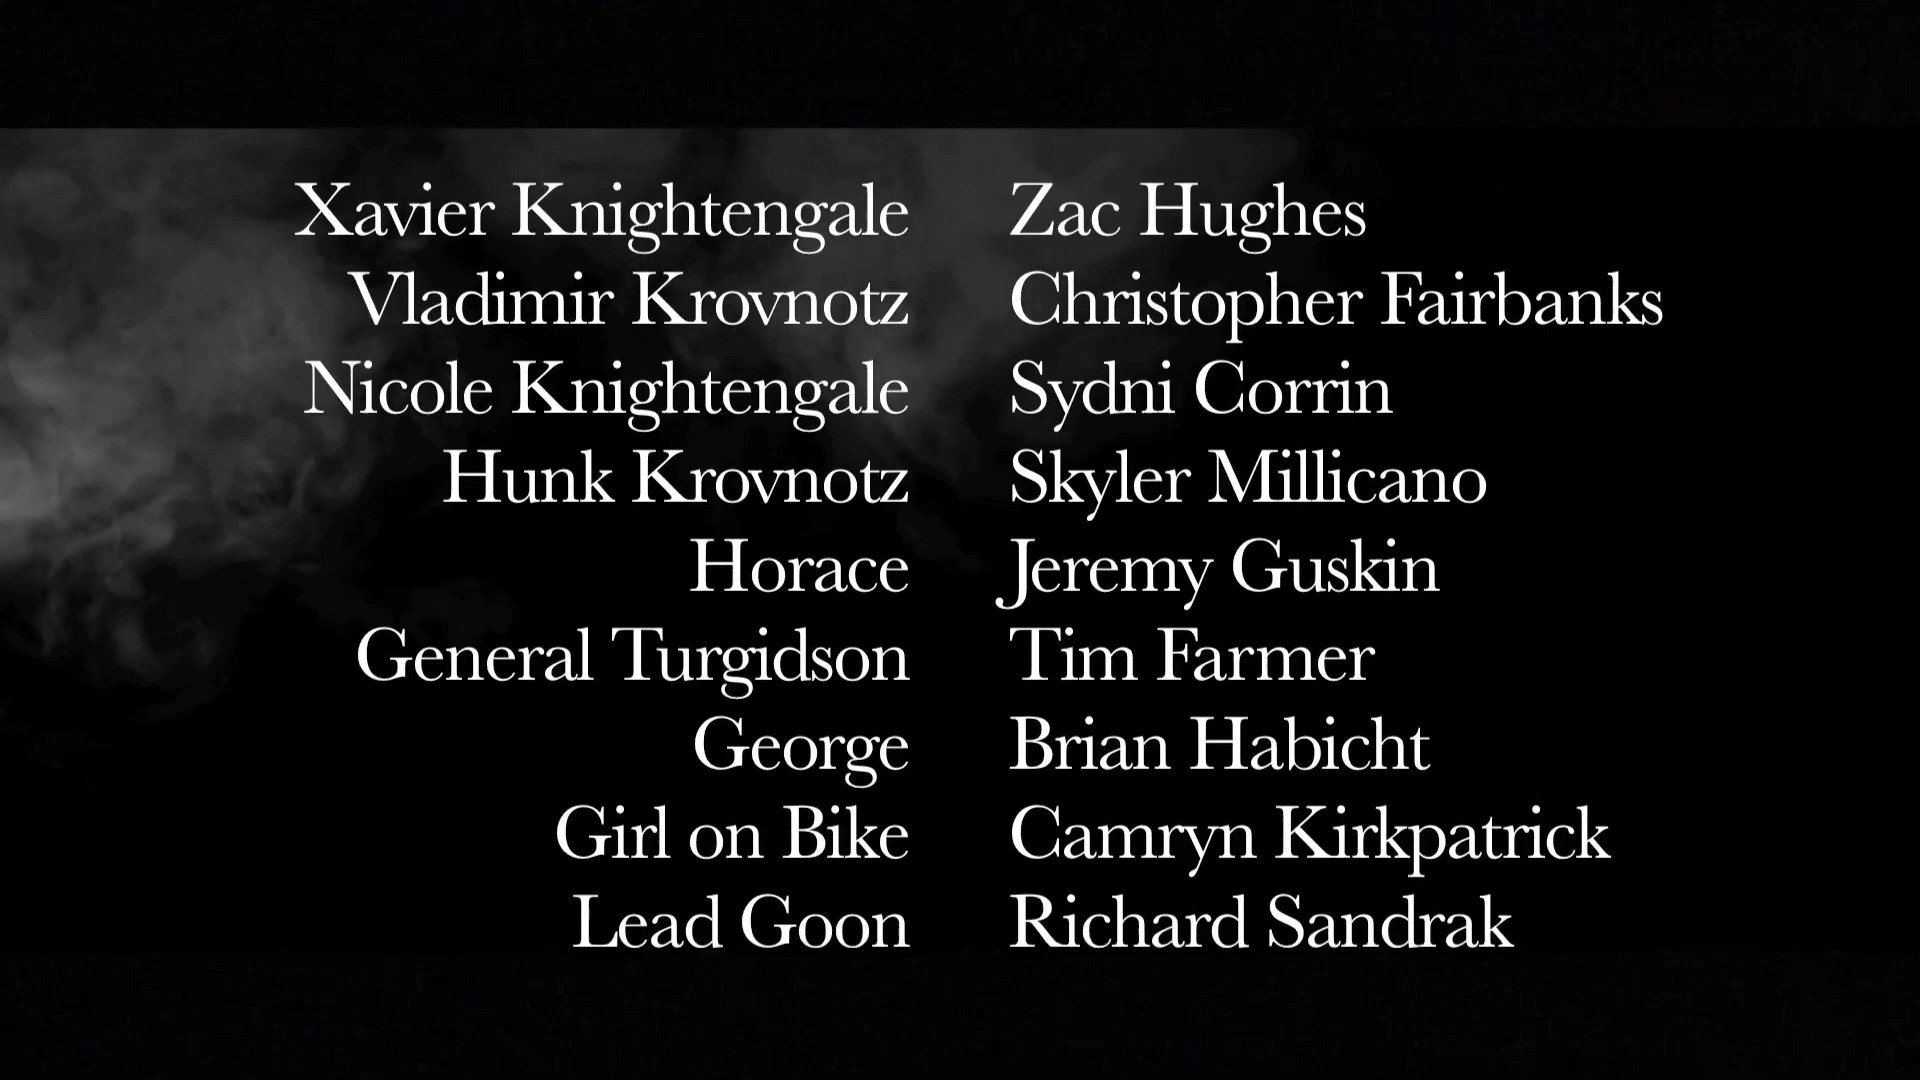 Xavier Knightengale Zac Hughes
Vladimir Krovnotz Christopher Fairbanks
Nicole Knightengale Sydni Corrin
Hunk Krovnotz Skyler Millicano
Horace Jeremy Guskin
General Turgidson Tim Farmer
George Brian Habicht
Girl on Bike Camryn Kirkpatrick
Lead Goon Richard Sandrak